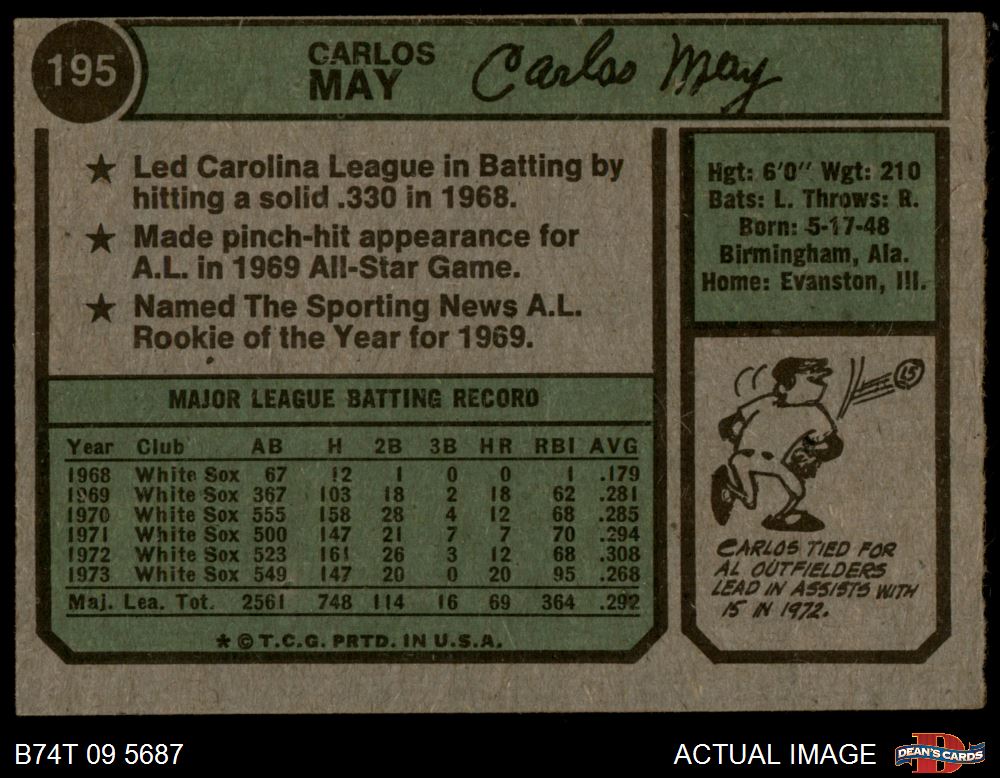 195
CARLOS
MAY
Carlos May
★ Led Carolina League in Batting by
hitting a solid .330 in 1968.
★ Made pinch-hit appearance for
A.L. in 1969 All-Star Game.
★ Named The Sporting News A.L.
Rookie of the Year for 1969.
Hgt: 6'0" Wgt: 210
Bats: L. Throws: R.
Born: 5-17-48
Birmingham, Ala.
Home: Evanston, Ill.
MAJOR LEAGUE BATTING RECORD
Year Club AB H 2B 3B HR RBI AVG
1968 White Sox 67 12 1 0 0 1 .179
1969 White Sox 367 103 18 2 18 62 .281
1970 White Sox 555 158 28 4 12 68 .285
1971 White Sox 500 147 21 7 7 70 .294
1972 White Sox 523 161 26 3 12 68 .308
1973 White Sox 549 147 20 0 20 95 .268
Maj. Lea. Tot. 2561 748 114 16 69 364 .292
* © T.C.G. PRTD. IN U.S.A.
15
CARLOS TIED FOR
AL OUTFIELDERS
LEAD IN ASSISTS WITH
15 IN 1972.
B74T 09 5687
ACTUAL IMAGE
DEAN'S CARDS